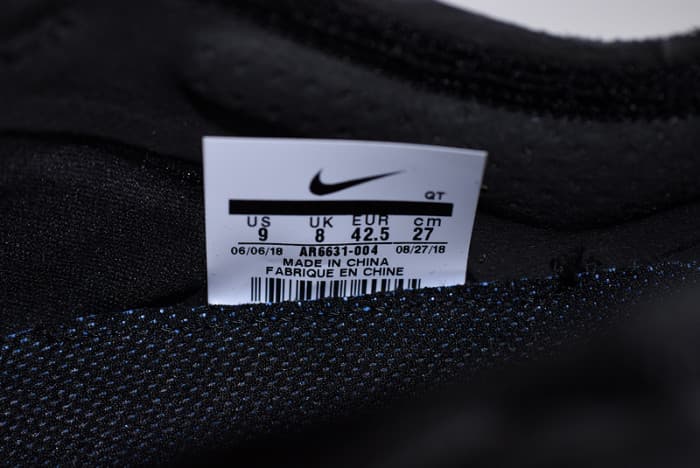 QT
US UK EUR cm
9 8 42.5 27
06/06/18 AR6631-004 08/27/18
MADE IN CHINA
FABRIQUE EN CHINE